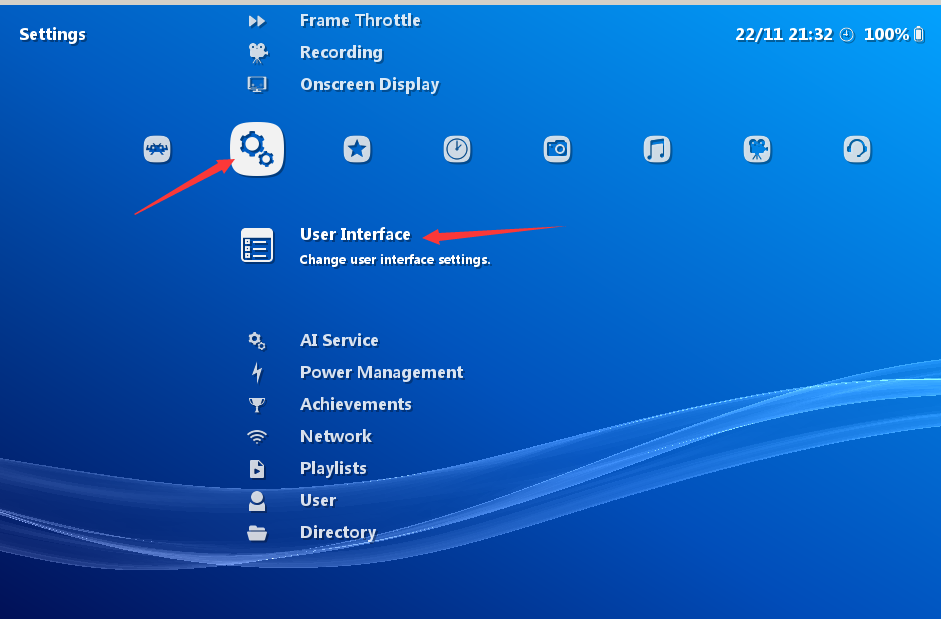 Settings
Frame Throttle
22/11 21:32 100%
Recording
Onscreen Display
User Interface
Change user interface settings.
AI Service
Power Management
Achievements
Network
Playlists
User
Directory